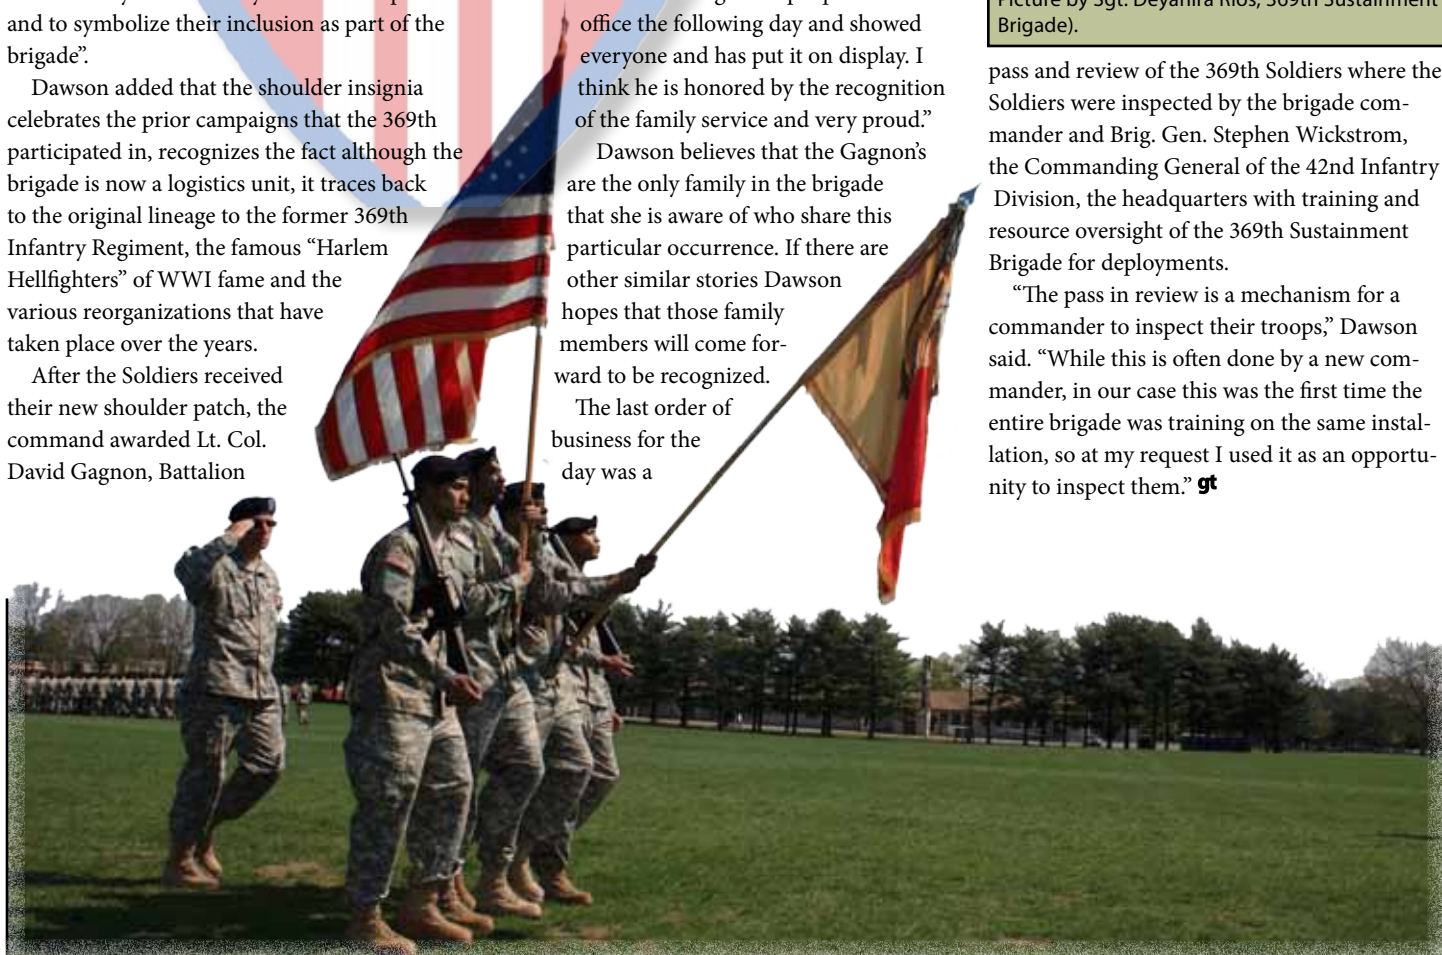 and to symbolize their inclusion as part of the
brigade”.
Dawson added that the shoulder insignia
celebrates the prior campaigns that the 369th
participated in, recognizes the fact although the
brigade is now a logistics unit, it traces back
to the original lineage to the former 369th
Infantry Regiment, the famous “Harlem
Hellfighters” of WWI fame and the
various reorganizations that have
taken place over the years.
After the Soldiers received
their new shoulder patch, the
command awarded Lt. Col.
David Gagnon, Battalion
office the following day and showed
everyone and has put it on display. I
think he is honored by the recognition
of the family service and very proud.”
Dawson believes that the Gagnon’s
are the only family in the brigade
that she is aware of who share this
particular occurrence. If there are
other similar stories Dawson
hopes that those family
members will come for-
ward to be recognized.
The last order of
business for the
day was a
Picture by Sgt. Deyanira Rios, 369th Sustainment
Brigade).
pass and review of the 369th Soldiers where the
Soldiers were inspected by the brigade com-
mander and Brig. Gen. Stephen Wickstrom,
the Commanding General of the 42nd Infantry
Division, the headquarters with training and
resource oversight of the 369th Sustainment
Brigade for deployments.
“The pass in review is a mechanism for a
commander to inspect their troops,” Dawson
said. “While this is often done by a new com-
mander, in our case this was the first time the
entire brigade was training on the same instal-
lation, so at my request I used it as an opportu-
nity to inspect them.” gt